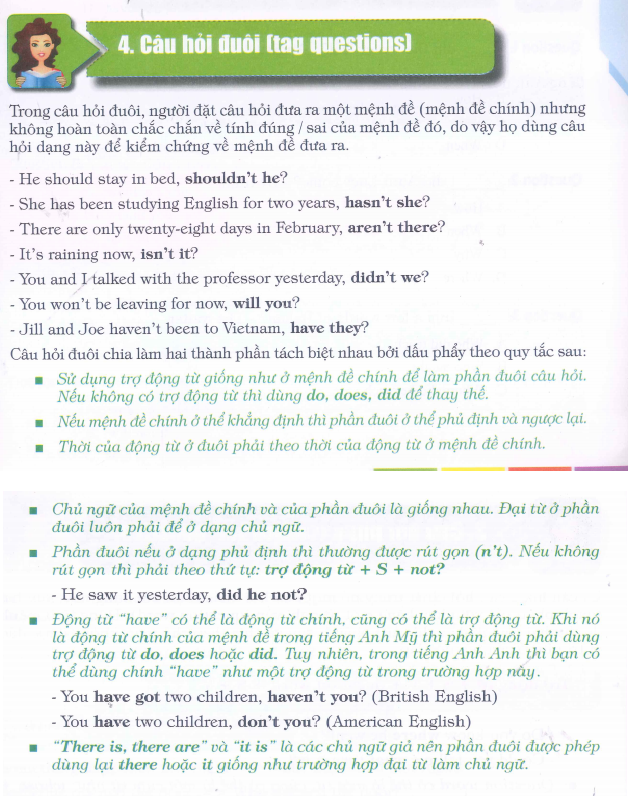 4. Câu hỏi đuôi (tag questions)
Trong câu hỏi đuôi, người đặt câu hỏi đưa ra một mệnh đề (mệnh đề chính) nhưng
không hoàn toàn chắc chắn về tính đúng / sai của mệnh đề đó, do vậy họ dùng câu
hỏi dạng này để kiểm chứng về mệnh đề đưa ra.
- He should stay in bed, shouldn't he?
- She has been studying English for two years, hasn't she?
- There are only twenty-eight days in February, aren't there?
- It's raining now, isn't it?
- You and I talked with the professor yesterday, didn't we?
- You won't be leaving for now, will you?
- Jill and Joe haven't been to Vietnam, have they?
Câu hỏi đuôi chia làm hai thành phần tách biệt nhau bởi dấu phẩy theo quy tắc sau:
▪ Sử dụng trợ động từ giống như ở mệnh đề chính để làm phần đuôi câu hỏi.
Nếu không có trợ động từ thì dùng do, does, did để thay thế.
▪ Nếu mệnh đề chính ở thể khẳng định thì phần đuôi ở thể phủ định và ngược lại.
▪ Thời của động từ ở đuôi phải theo thời của động từ ở mệnh đề chính.
▪ Chủ ngữ của mệnh đề chính và của phần đuôi là giống nhau. Đại từ ở phần
đuôi luôn phải để ở dạng chủ ngữ.
▪ Phần đuôi nếu ở dạng phủ định thì thường được rút gọn (n't). Nếu không
rút gọn thì phải theo thứ tự: trợ động từ + S + not?
- He saw it yesterday, did he not?
▪ Động từ "have" có thể là động từ chính, cũng có thể là trợ động từ. Khi nó
là động từ chính của mệnh đề trong tiếng Anh Mỹ thì phần đuôi phải dùng
trợ động từ do, does hoặc did. Tuy nhiên, trong tiếng Anh Anh thì bạn có
thể dùng chính "have" như một trợ động từ trong trường hợp này.
- You have got two children, haven't you? (British English)
- You have two children, don't you? (American English)
▪ "There is, there are" và "it is" là các chủ ngữ giả nên phần đuôi được phép
dùng lại there hoặc it giống như trường hợp đại từ làm chủ ngữ.